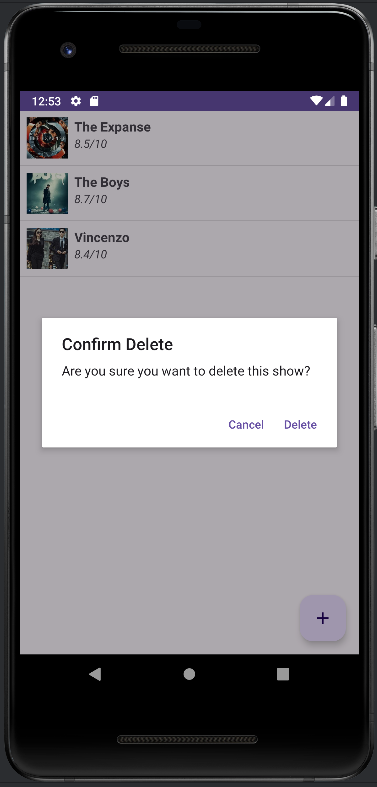 12:53
The Expanse
8.5/10
The Boys
8.7/10
Vincenzo
8.4/10
Confirm Delete
Are you sure you want to delete this show?
Cancel Delete
+